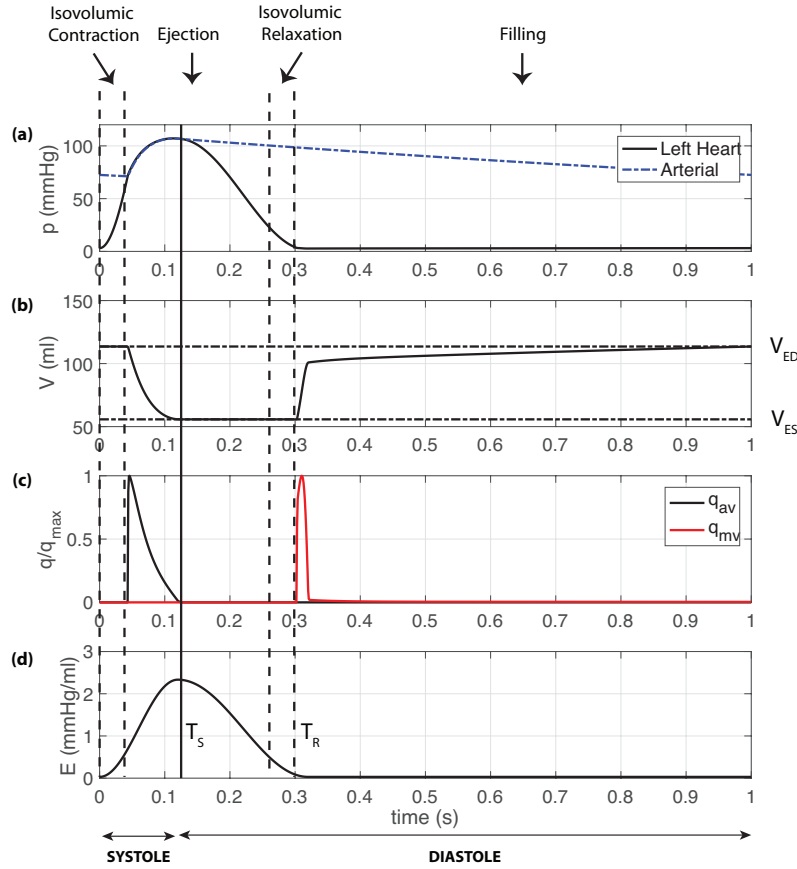 Isovolumic
Contraction
Ejection
Isovolumic
Relaxation
Filling
(a)
p (mmHg)
100
50
0
Left Heart
Arterial
0 0.1 0.2 0.3 0.4 0.5 0.6 0.7 0.8 0.9 1
(b)
V (ml)
150
100
50
V_ED
V_ES
0 0.1 0.2 0.3 0.4 0.5 0.6 0.7 0.8 0.9 1
(c)
q/q_max
1
0.5
0
q_av
q_mv
0 0.1 0.2 0.3 0.4 0.5 0.6 0.7 0.8 0.9 1
(d)
E (mmHg/ml)
3
2
1
0
T_S
T_R
0 0.1 0.2 0.3 0.4 0.5 0.6 0.7 0.8 0.9 1
time (s)
SYSTOLE
DIASTOLE